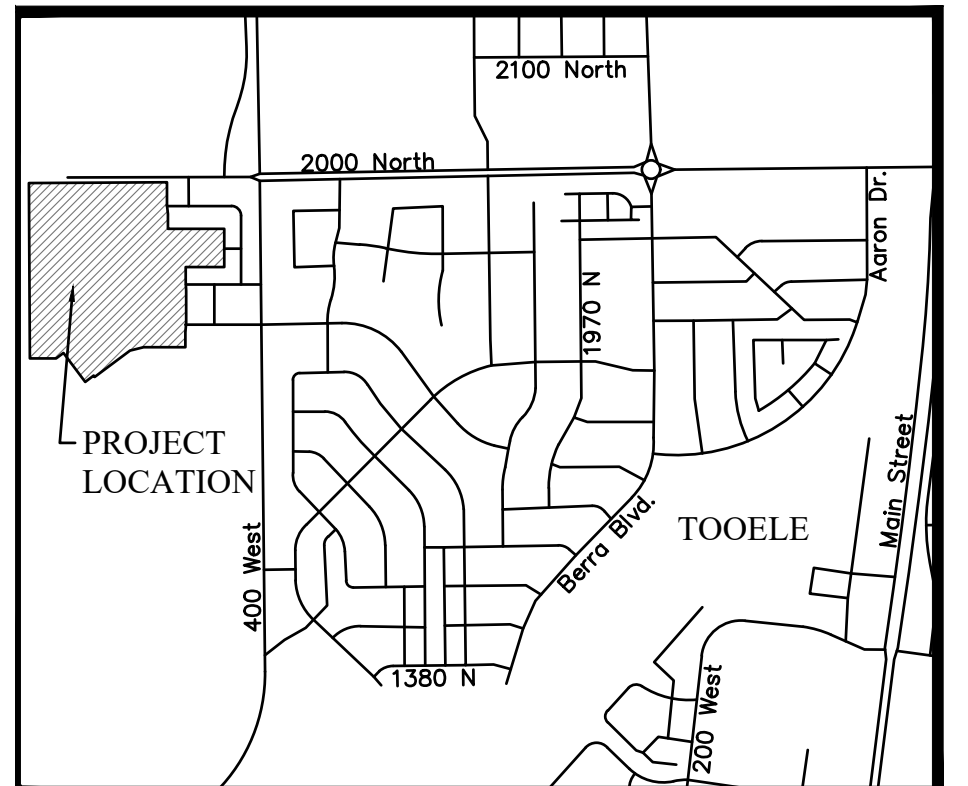 2100 North
2000 North
Aaron Dr.
1970 N
PROJECT
LOCATION
Main Street
TOOELE
Berra Blvd.
400 West
1380 N
200 West